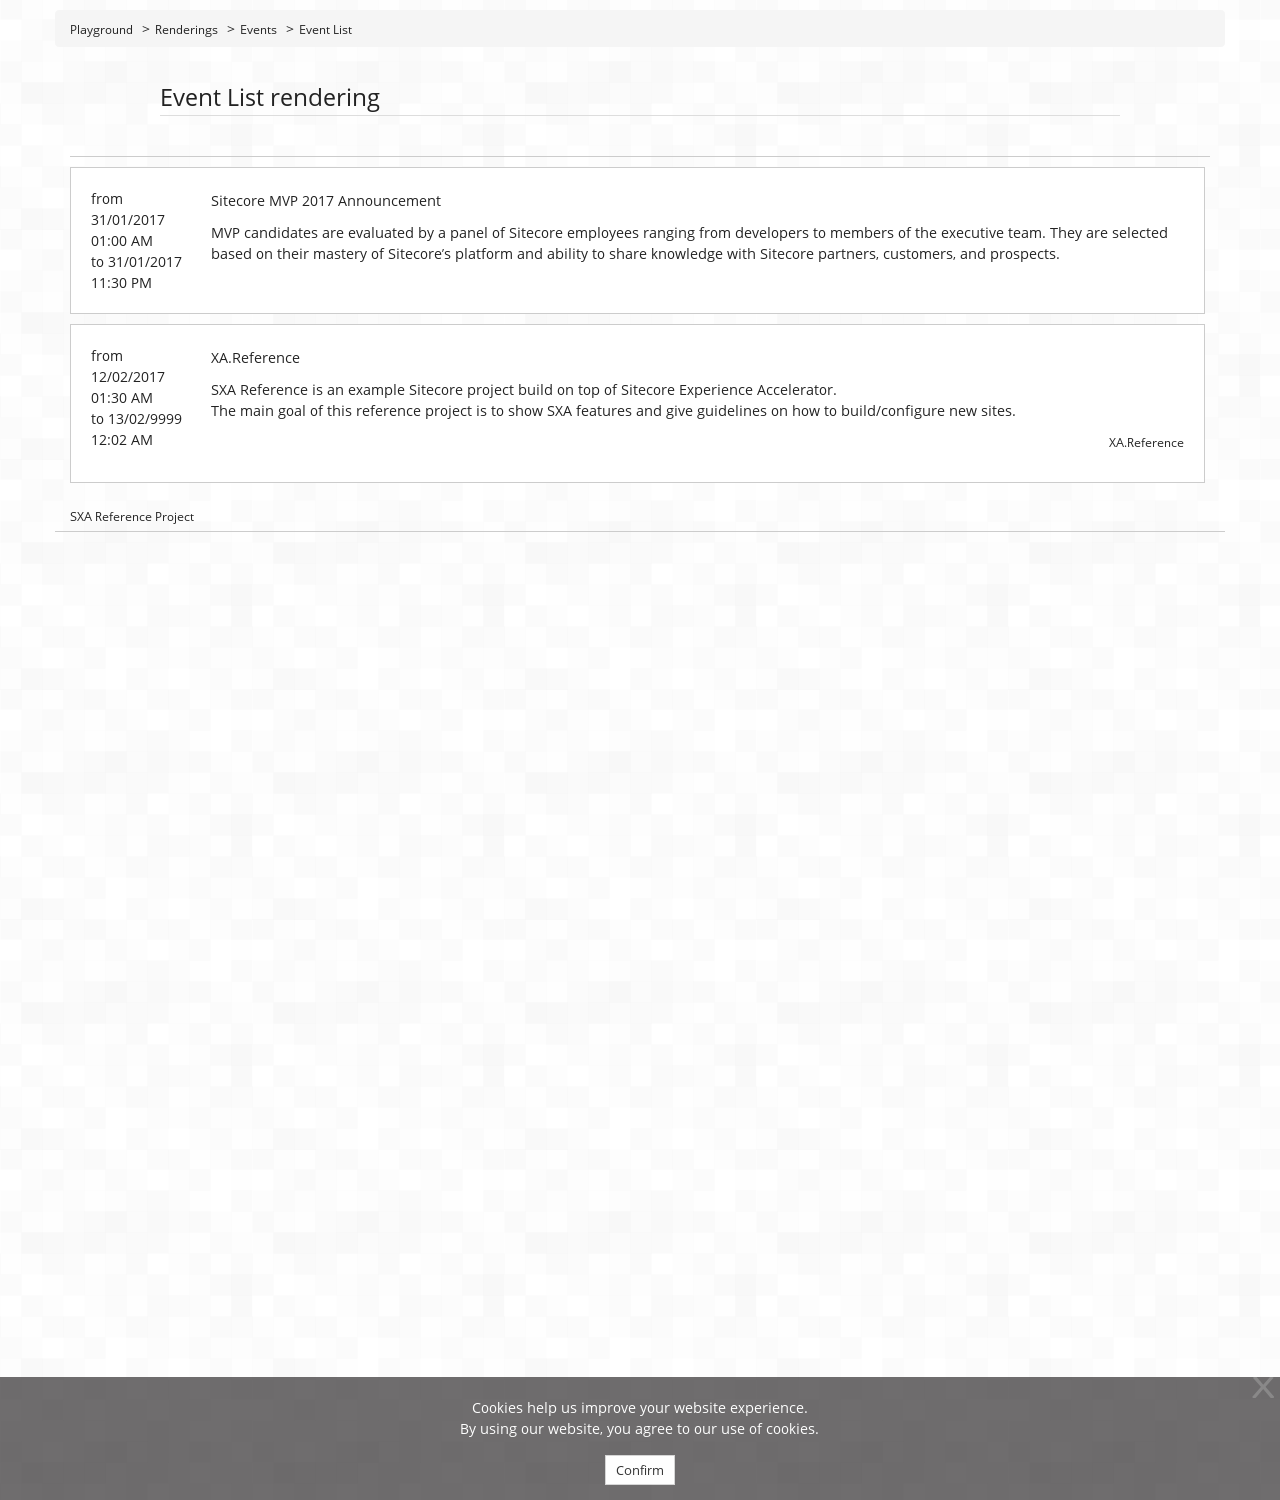 Playground > Renderings > Events > Event List
Event List rendering
from
31/01/2017
01:00 AM
to 31/01/2017
11:30 PM
Sitecore MVP 2017 Announcement
MVP candidates are evaluated by a panel of Sitecore employees ranging from developers to members of the executive team. They are selected
based on their mastery of Sitecore’s platform and ability to share knowledge with Sitecore partners, customers, and prospects.
from
12/02/2017
01:30 AM
to 13/02/9999
12:02 AM
XA.Reference
SXA Reference is an example Sitecore project build on top of Sitecore Experience Accelerator.
The main goal of this reference project is to show SXA features and give guidelines on how to build/configure new sites.
XA.Reference
SXA Reference Project
X
Cookies help us improve your website experience.
By using our website, you agree to our use of cookies.
Confirm